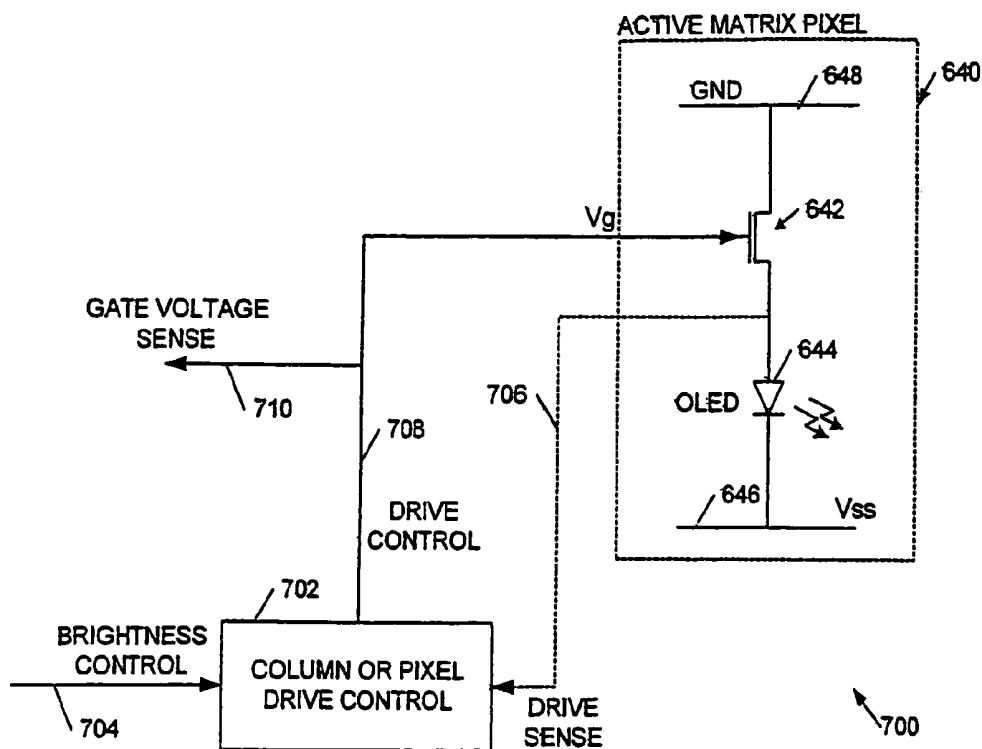 ACTIVE MATRIX PIXEL
648
640
GND
642
Vg
GATE VOLTAGE
SENSE
644
710
706
OLED
708
646
Vss
DRIVE
CONTROL
702
BRIGHTNESS
CONTROL
COLUMN OR PIXEL
DRIVE CONTROL
704
DRIVE
SENSE
700